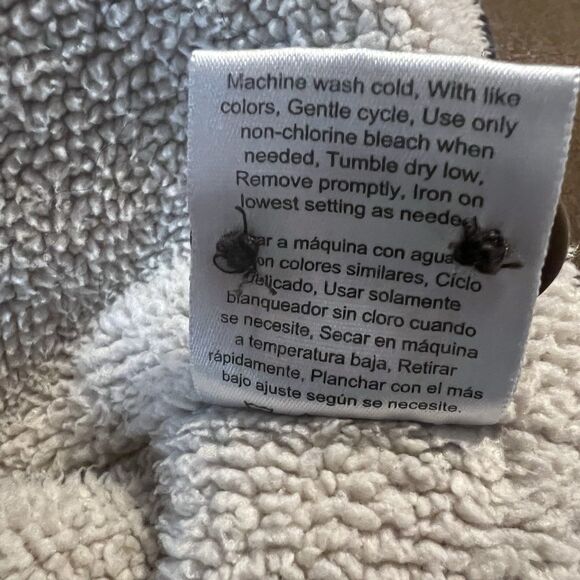 Machine wash cold, With like
colors, Gentle cycle, Use only
non-chlorine bleach when
needed, Tumble dry low,
Remove promptly, Iron on
lowest setting as needed
a máquina con agua
colores similares, Ciclo
Usar solamente
blanqueador sin cloro cuando
se necesite, Secar en máquina
a temperatura baja, Retirar
rápidamente, Planchar con el más
bajo ajuste según se necesite.